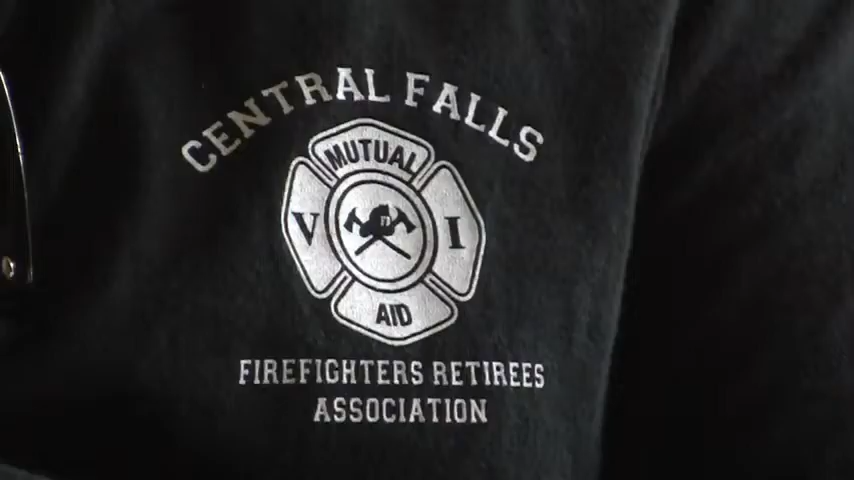 CENTRAL FALLS
MUTUAL
V I
AID
FIREFIGHTERS RETIREES
ASSOCIATION